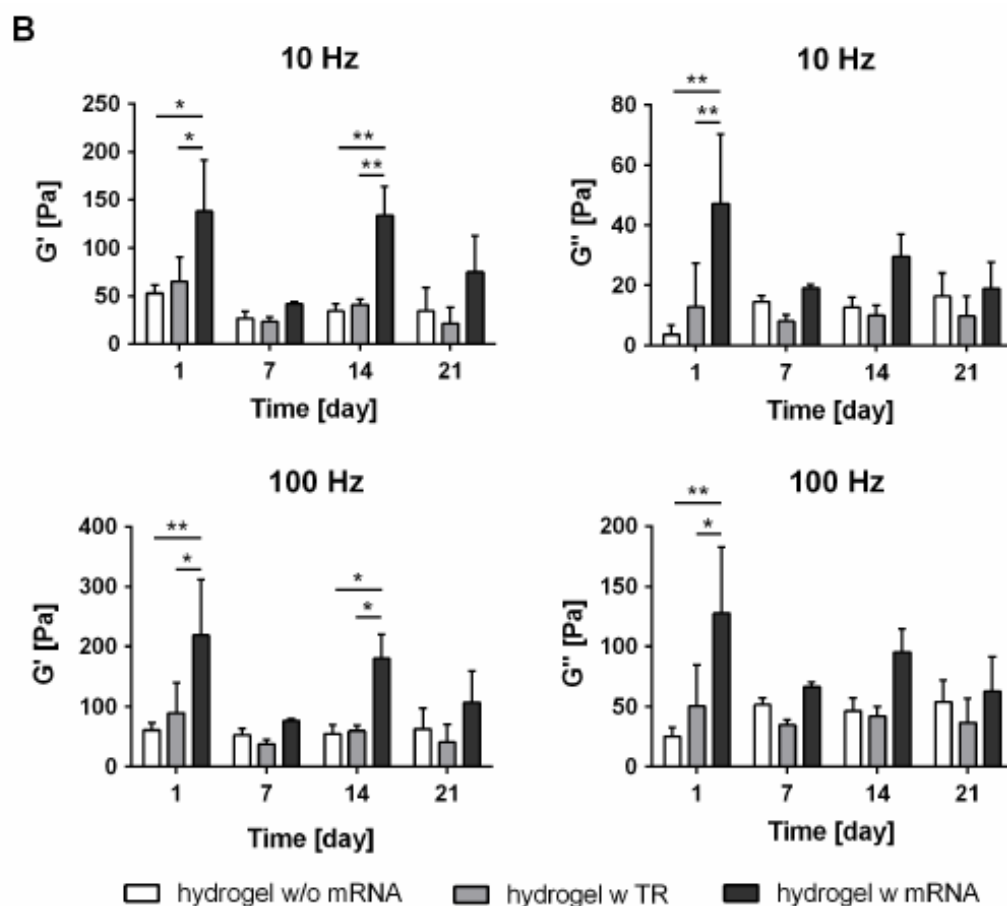 B
10 Hz
10 Hz
250
200
150
100
50
0
G' [Pa]
*
*
**
**
1 7 14 21
Time [day]
80
60
40
20
0
G'' [Pa]
**
**
1 7 14 21
Time [day]
100 Hz
100 Hz
400
300
200
100
0
G' [Pa]
**
*
*
*
1 7 14 21
Time [day]
200
150
100
50
0
G'' [Pa]
**
*
1 7 14 21
Time [day]
hydrogel w/o mRNA hydrogel w TR hydrogel w mRNA